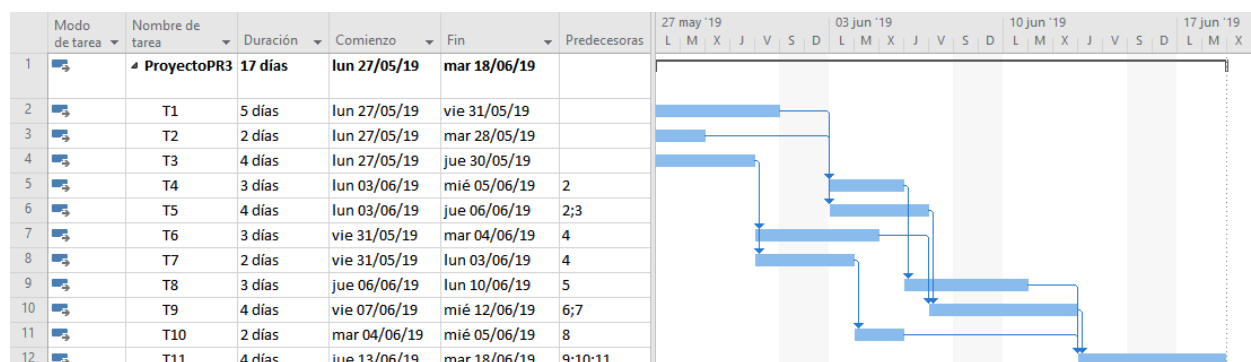 Modo de tarea Nombre de tarea Duración Comienzo Fin Predecesoras
27 may '19 03 jun '19 10 jun '19 17 jun '19
L M X J V S D L M X J V S D L M X J V S D L M X
1 ProyectoPR3 17 días lun 27/05/19 mar 18/06/19
2 T1 5 días lun 27/05/19 vie 31/05/19
3 T2 2 días lun 27/05/19 mar 28/05/19
4 T3 4 días lun 27/05/19 jue 30/05/19
5 T4 3 días lun 03/06/19 mié 05/06/19 2
6 T5 4 días lun 03/06/19 jue 06/06/19 2;3
7 T6 3 días vie 31/05/19 mar 04/06/19 4
8 T7 2 días vie 31/05/19 lun 03/06/19 4
9 T8 3 días jue 06/06/19 lun 10/06/19 5
10 T9 4 días vie 07/06/19 mié 12/06/19 6;7
11 T10 2 días mar 04/06/19 mié 05/06/19 8
12 T11 4 días jue 13/06/19 mar 18/06/19 9;10;11